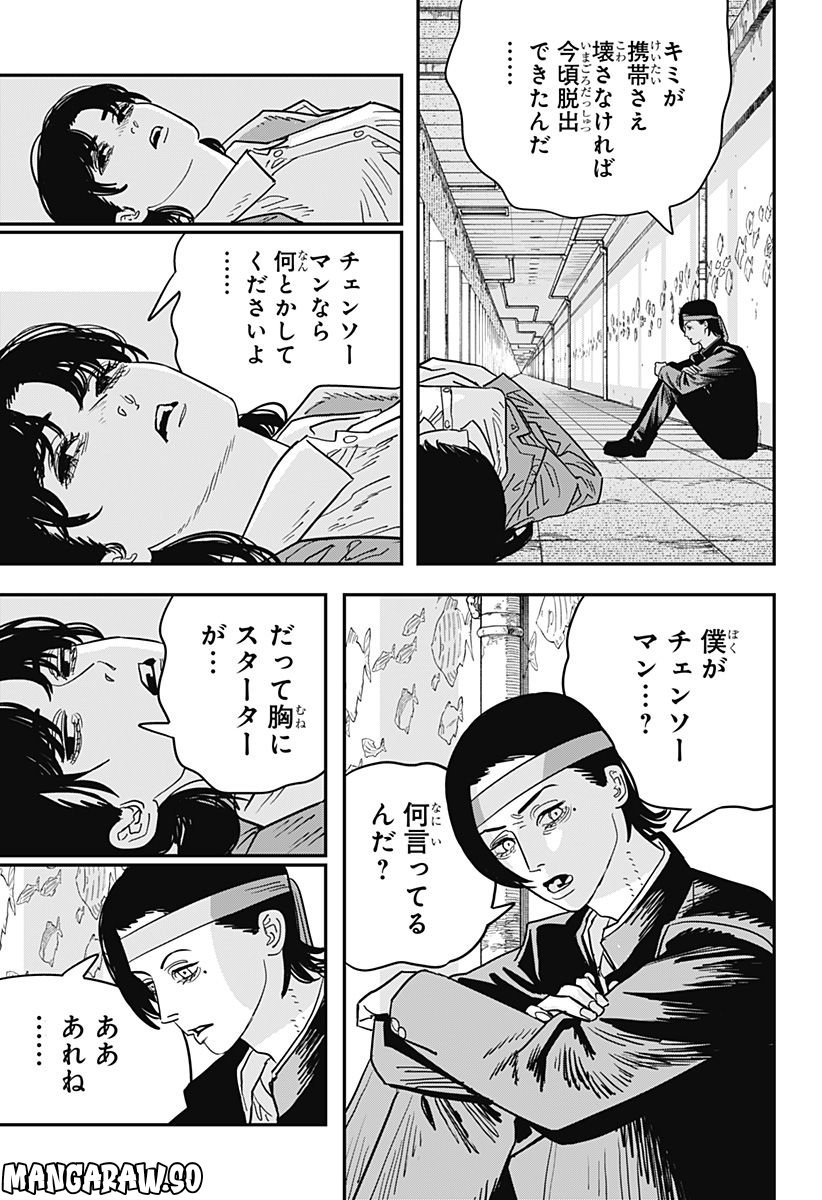 キミが
携帯さえ
壊さなければ
今頃脱出
できたんだ
……
チェンソー
マンなら
何とかして
くださいよ
……
僕が
チェンソー
マン…?
何言ってる
んだ?
だって胸に
スターター
が…
ああ
あれね
……
MANGARAW.SO